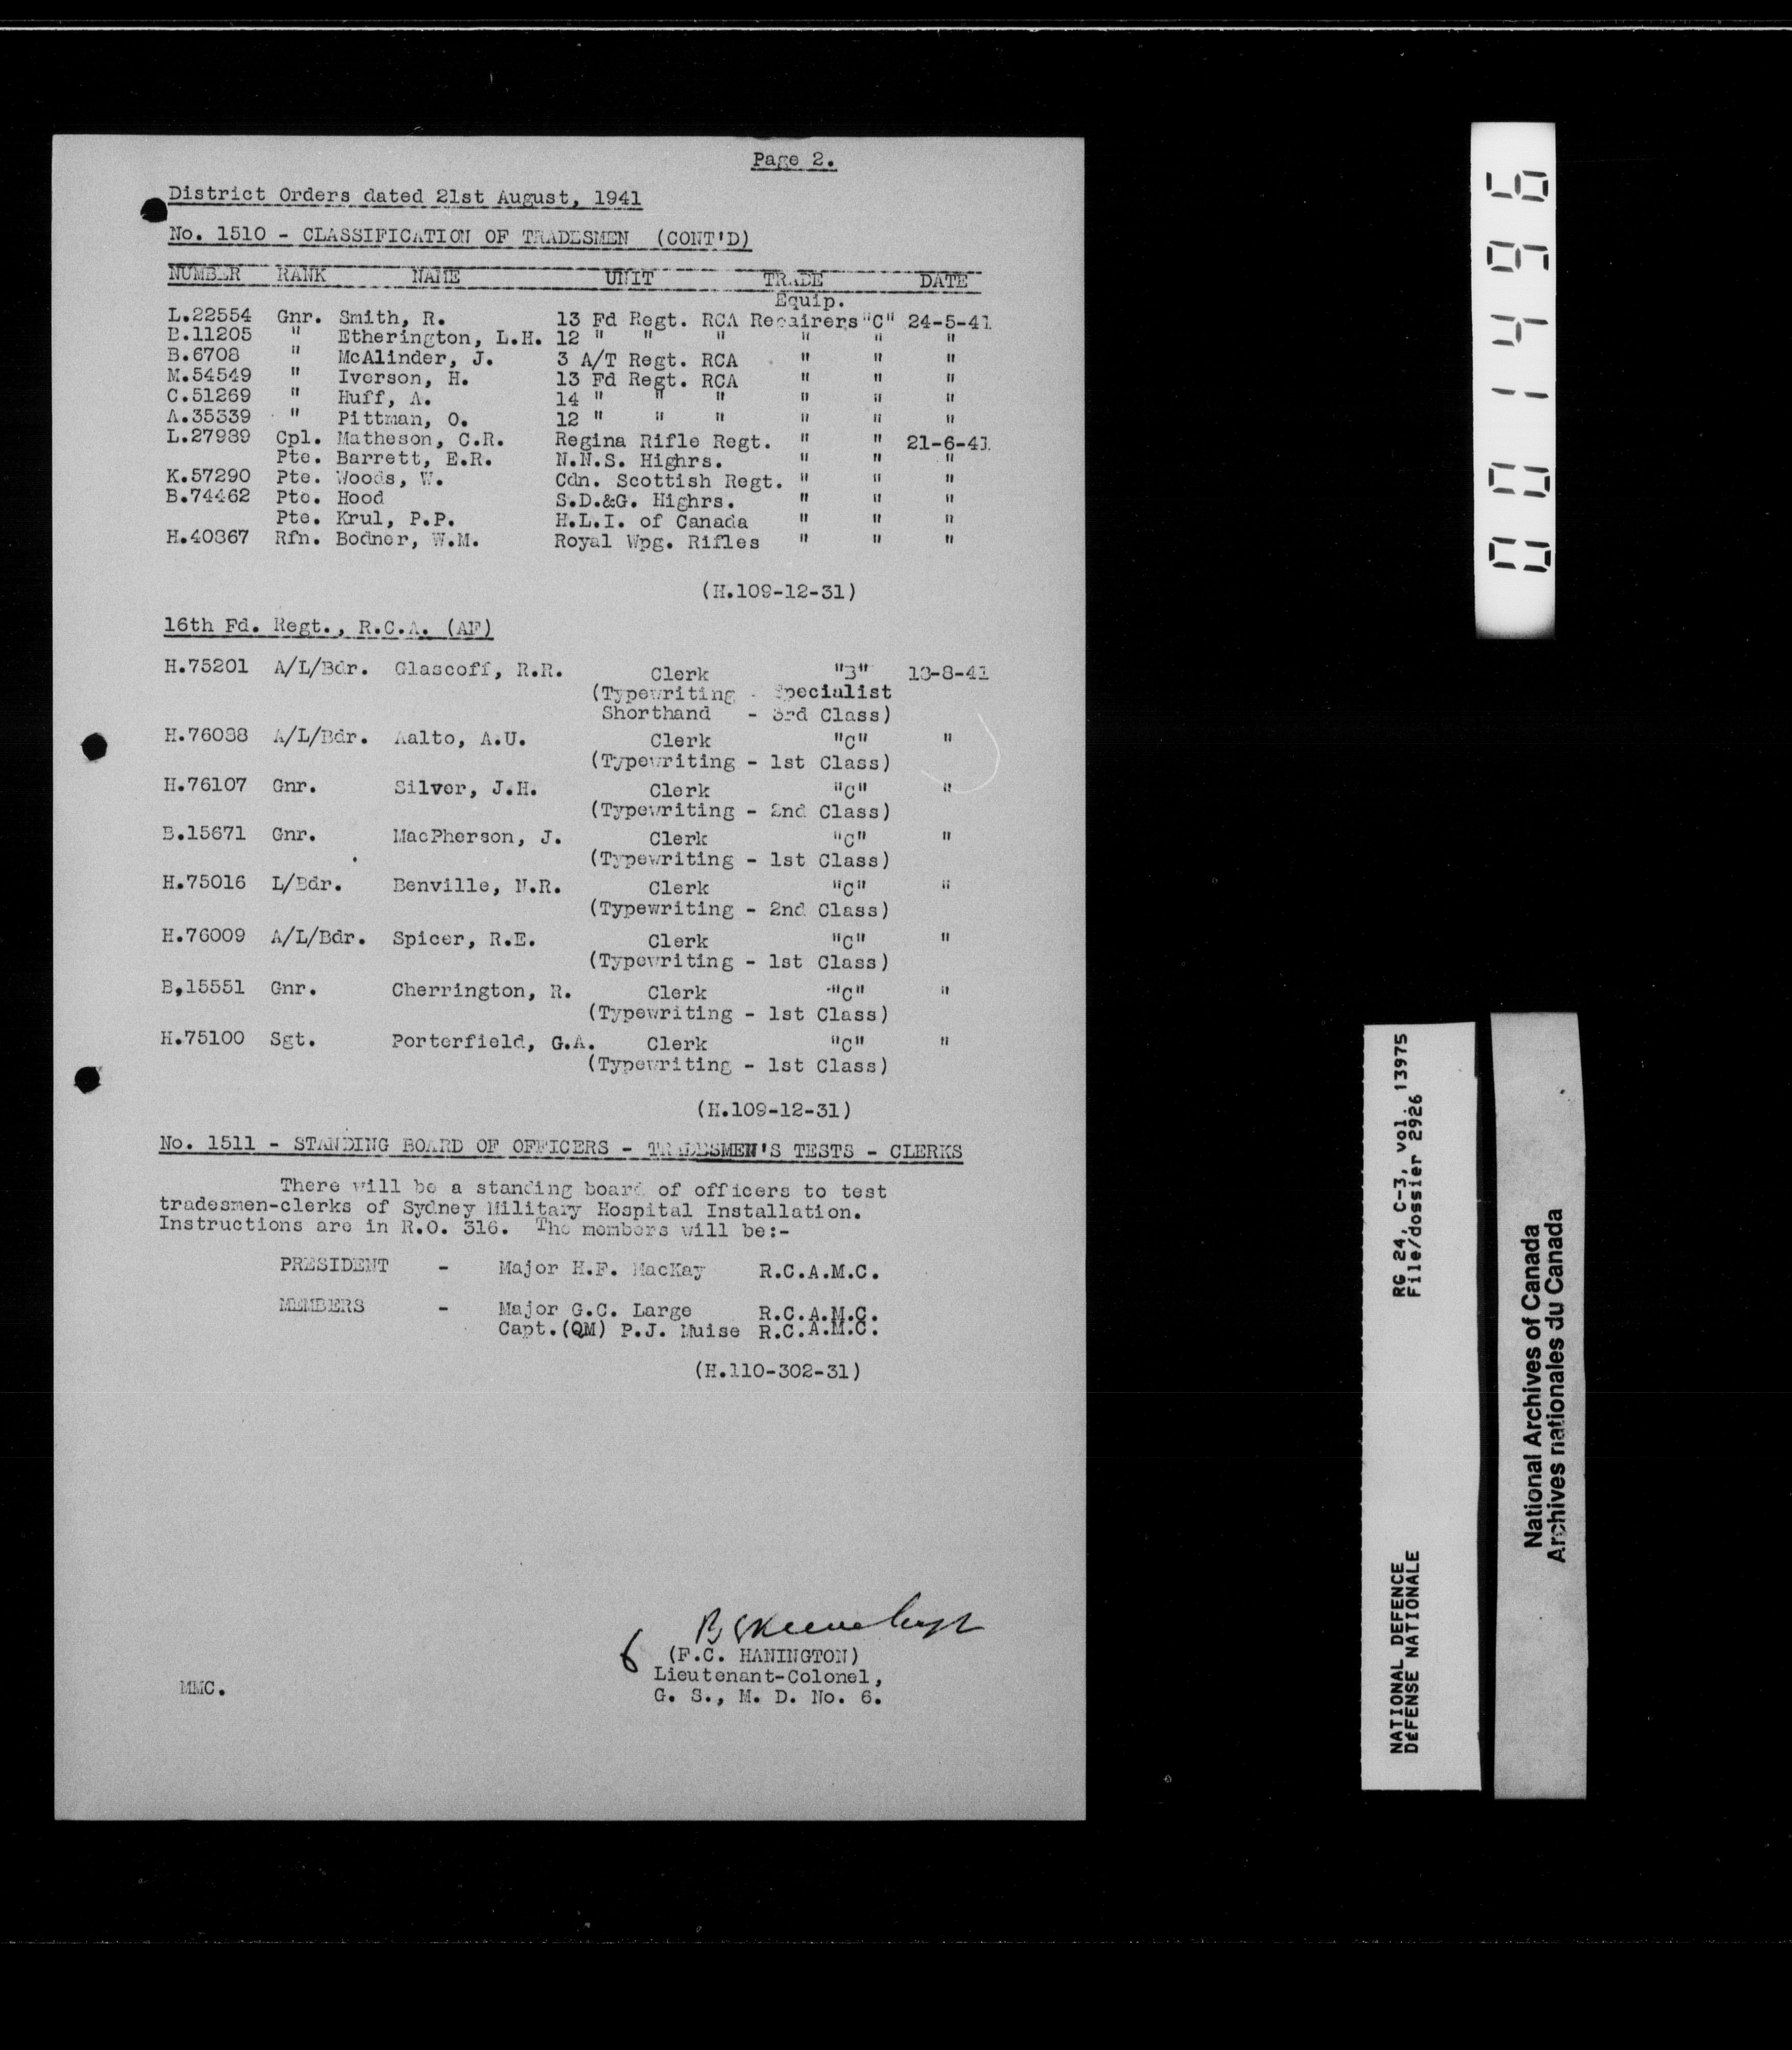 Page 2.
District Orders dated 21st August, 1941
No. 1510 - CLASSIFICATION OF TRADESMEN (CONT'D)
NUMBER RANK NAME UNIT TRADE DATE
Equip.
L.22554 Gnr. Smith, R. 13 Fd Regt. RCA Repairers "C" 24-5-41
B.11205 " Etherington, L.H. 12 " " " " " "
B.6708 " McAlinder, J. 3 A/T Regt. RCA " " "
M.54549 " Iverson, H. 13 Fd Regt. RCA " " "
C.51269 " Huff, A. 14 " " " " " "
A.35339 " Pittman, O. 12 " " " " " "
L.27989 Cpl. Matheson, C.R. Regina Rifle Regt. " " 21-6-41
Pte. Barrett, E.R. N.N.S. Highrs. " " "
K.57290 Pte. Woods, W. Cdn. Scottish Regt. " " "
B.74462 Pte. Hood S.D.&G. Highrs. " " "
Pte. Krul, P.P. H.L.I. of Canada " " "
H.40867 Rfn. Bodner, W.M. Royal Wpg. Rifles " " "
(H.109-12-31)
16th Fd. Regt., R.C.A. (AF)
H.75201 A/L/Bdr. Glascoff, R.R. Clerk "B" 13-8-41
(Typewriting - Specialist
Shorthand - 3rd Class)
H.76038 A/L/Bdr. Aalto, A.U. Clerk "C" "
(Typewriting - 1st Class)
H.76107 Gnr. Silver, J.H. Clerk "C" "
(Typewriting - 2nd Class)
B.15671 Gnr. MacPherson, J. Clerk "C" "
(Typewriting - 1st Class)
H.75016 L/Bdr. Benville, N.R. Clerk "C" "
(Typewriting - 2nd Class)
H.76009 A/L/Bdr. Spicer, R.E. Clerk "C" "
(Typewriting - 1st Class)
B,15551 Gnr. Cherrington, R. Clerk "C" "
(Typewriting - 1st Class)
H.75100 Sgt. Porterfield, G.A. Clerk "C" "
(Typewriting - 1st Class)
(H.109-12-31)
No. 1511 - STANDING BOARD OF OFFICERS - TRADESMEN'S TESTS - CLERKS
There will be a standing board of officers to test
tradesmen-clerks of Sydney Military Hospital Installation.
Instructions are in R.O. 316. The members will be:-
PRESIDENT - Major H.F. MacKay R.C.A.M.C.
MEMBERS - Major G.C. Large R.C.A.M.C.
Capt.(QM) P.J. Muise R.C.A.M.C.
(H.110-302-31)
(F.C. HANINGTON)
Lieutenant-Colonel,
G. S., M. D. No. 6.
MMC.
001496
RG 24, C-3, vol. 13975
File/dossier 2926
NATIONAL DEFENCE
DÉFENSE NATIONALE
National Archives of Canada
Archives nationales du Canada